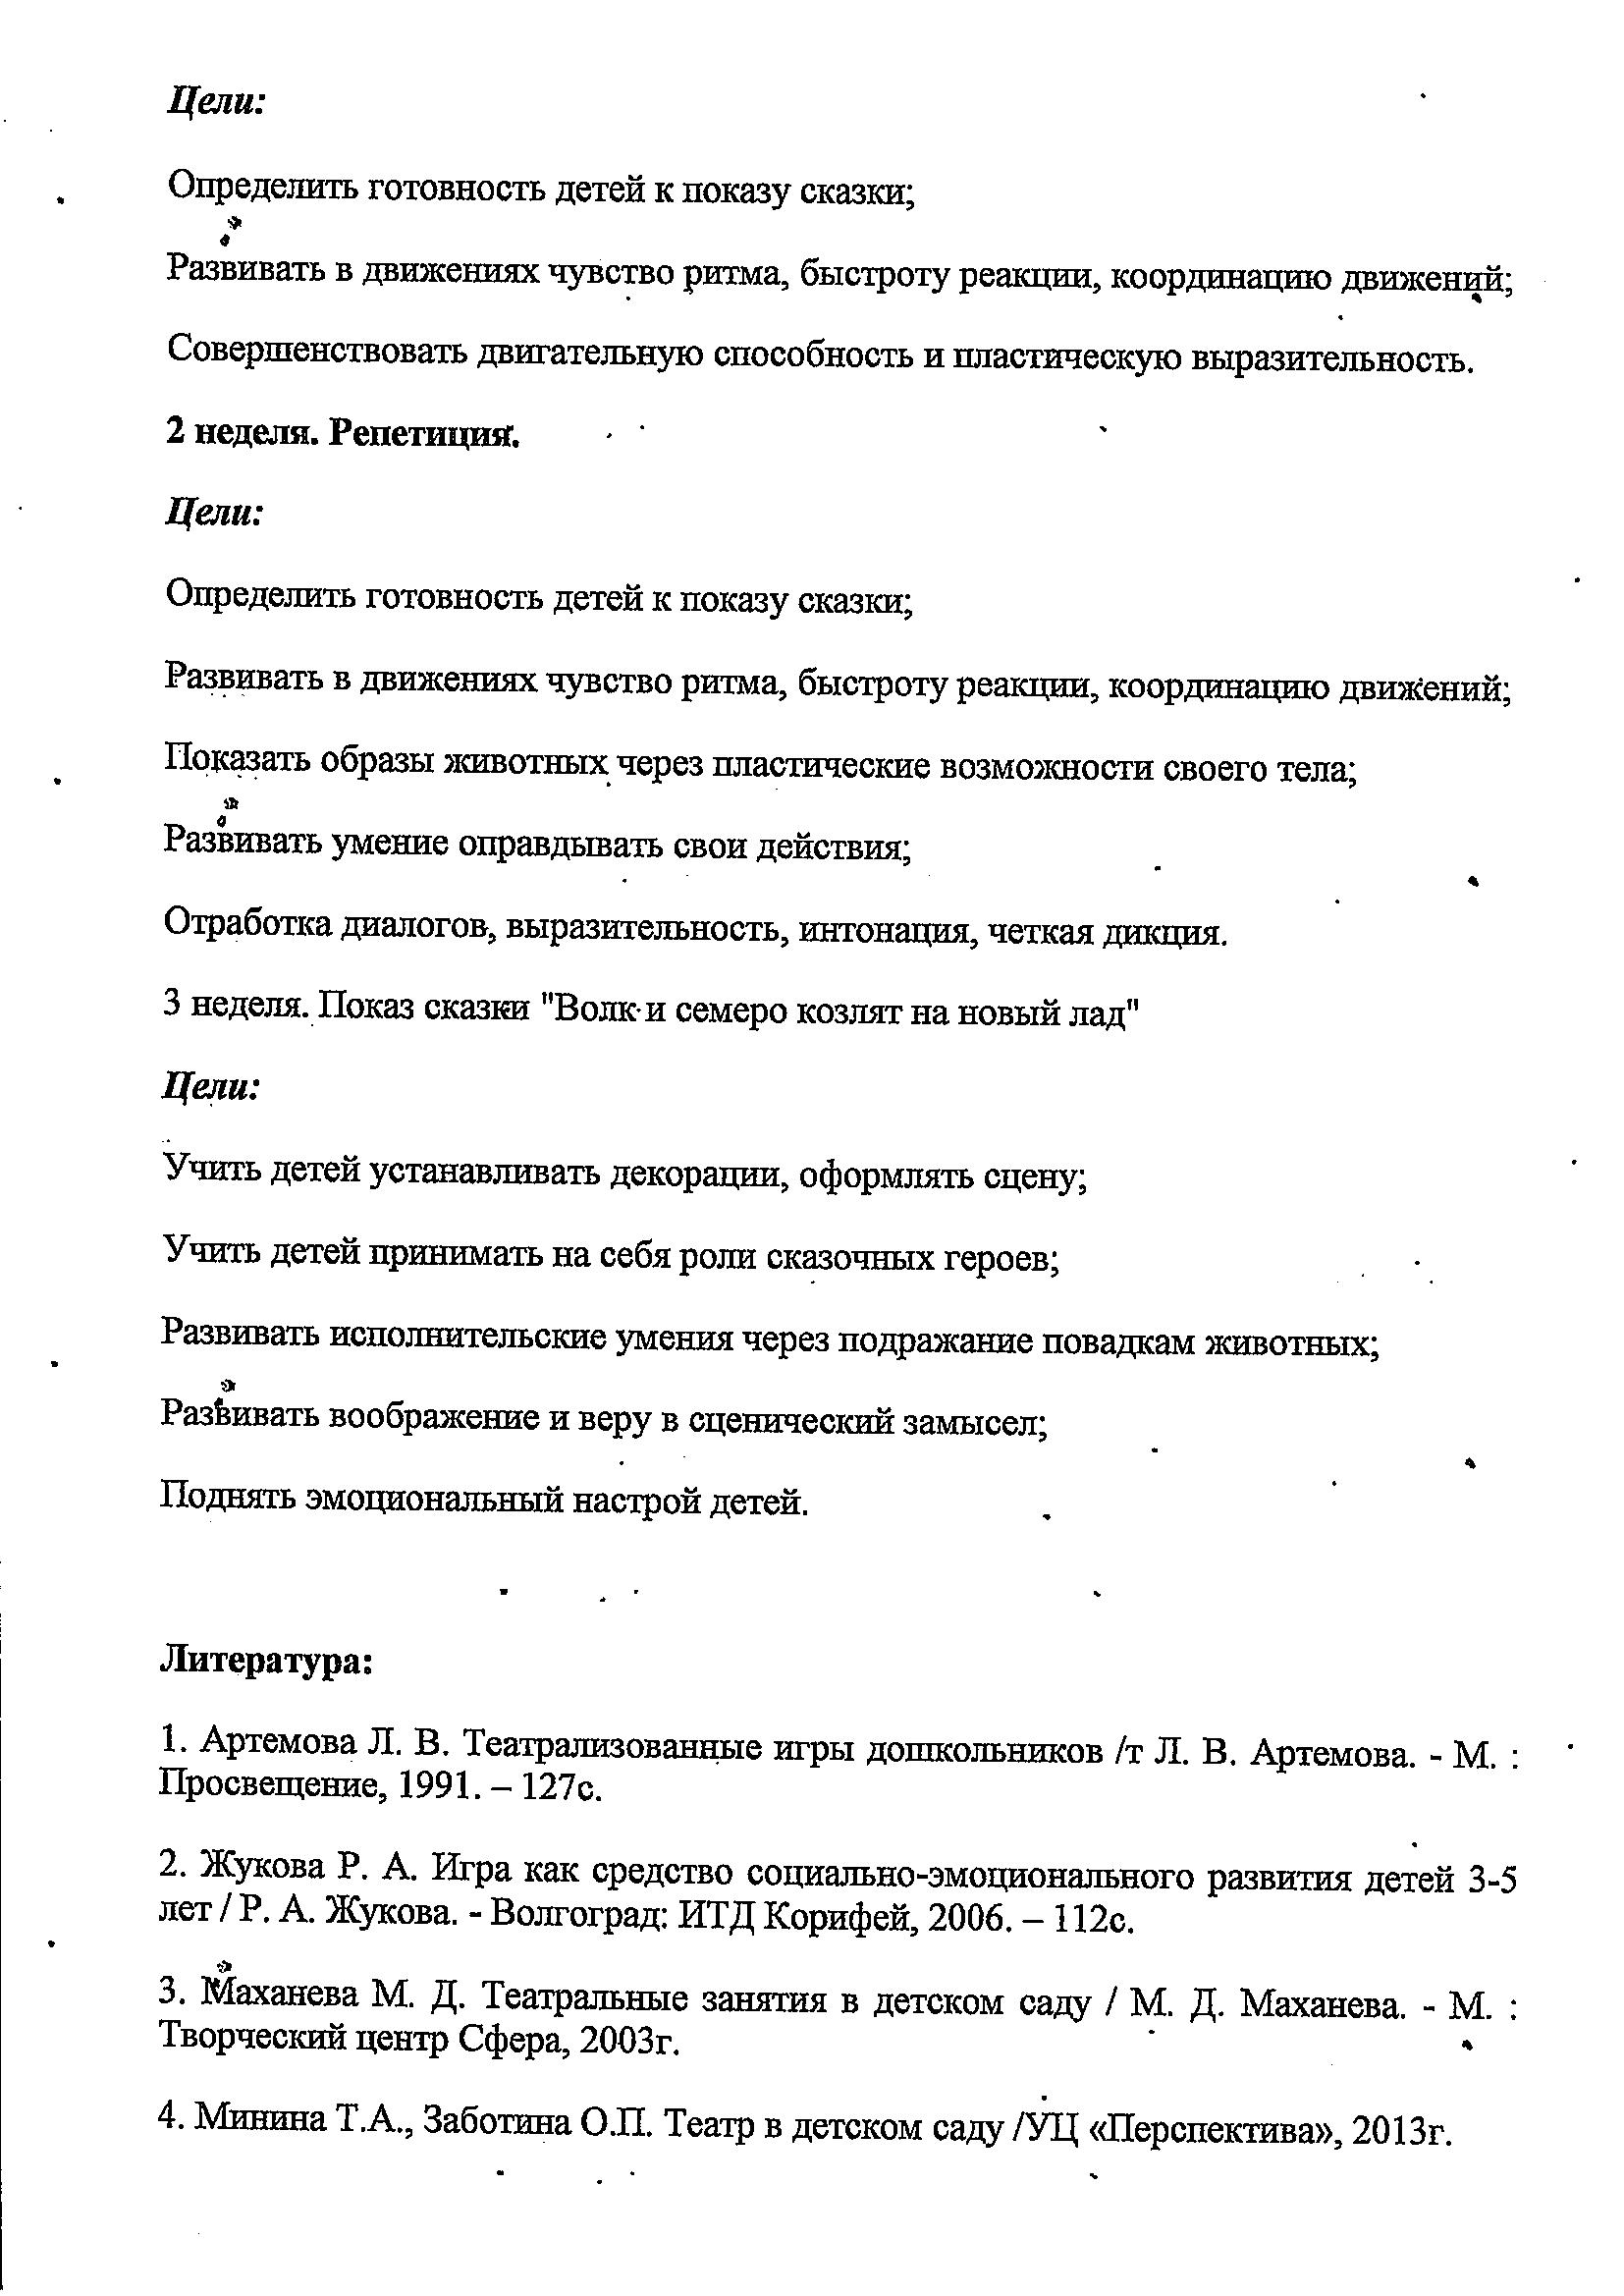 Цели:
Определить готовность детей к показу сказки;
Развивать в движениях чувство ритма, быстроту реакции, координацию движений;
Совершенствовать двигательную способность и пластическую выразительность.
2 неделя. Репетиция.
Цели:
Определить готовность детей к показу сказки;
Развивать в движениях чувство ритма, быстроту реакции, координацию движений;
Показать образы животных через пластические возможности своего тела;
Развивать умение оправдывать свои действия;
Отработка диалогов, выразительность, интонация, четкая дикция.
3 неделя. Показ сказки "Волк и семеро козлят на новый лад"
Цели:
Учить детей устанавливать декорации, оформлять сцену;
Учить детей принимать на себя роли сказочных героев;
Развивать исполнительские умения через подражание повадкам животных;
Развивать воображение и веру в сценический замысел;
Поднять эмоциональный настрой детей.
Литература:
1. Артемова Л. В. Театрализованные игры дошкольников /т Л. В. Артемова. - М. :
Просвещение, 1991. – 127с.
2. Жукова Р. А. Игра как средство социально-эмоционального развития детей 3-5
лет / Р. А. Жукова. - Волгоград: ИТД Корифей, 2006. – 112с.
3. Маханева М. Д. Театральные занятия в детском саду / М. Д. Маханева. - М. :
Творческий центр Сфера, 2003г.
4. Минина Т.А., Заботина О.П. Театр в детском саду /УЦ «Перспектива», 2013г.